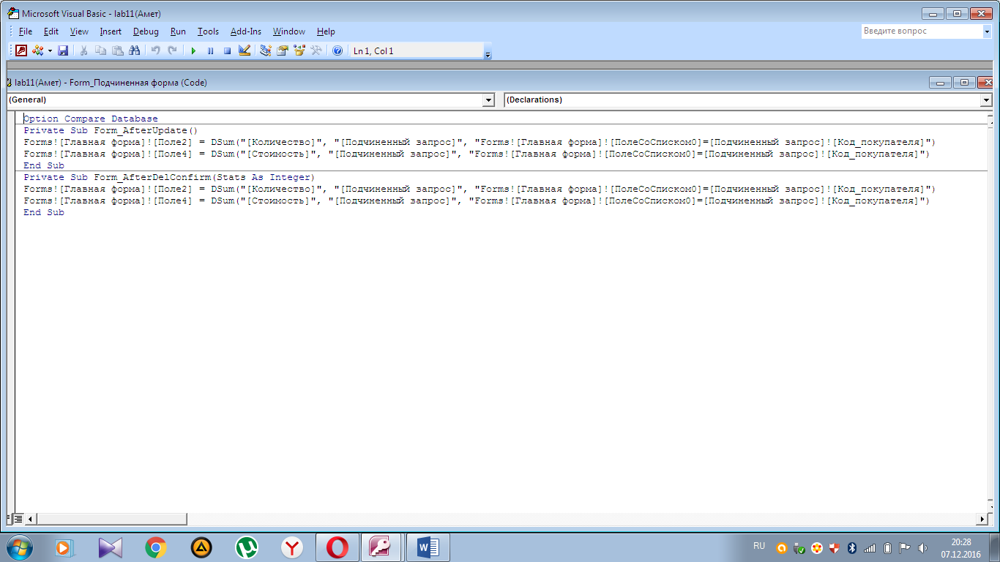 Microsoft Visual Basic - lab11(Амет)
File Edit View Insert Debug Run Tools Add-Ins Window Help
Введите вопрос
Ln 1, Col 1
lab11(Амет) - Form_Подчиненная форма (Code)
(General) (Declarations)
Option Compare Database
Private Sub Form_AfterUpdate()
Forms![Главная форма]![Поле2] = DSum("[Количество]", "[Подчиненный запрос]", "Forms![Главная форма]![ПолеСоСписком0]=[Подчиненный запрос]![Код_покупателя]")
Forms![Главная форма]![Поле4] = DSum("[Стоимость]", "[Подчиненный запрос]", "Forms![Главная форма]![ПолеСоСписком0]=[Подчиненный запрос]![Код_покупателя]")
End Sub
Private Sub Form_AfterDelConfirm(Stats As Integer)
Forms![Главная форма]![Поле2] = DSum("[Количество]", "[Подчиненный запрос]", "Forms![Главная форма]![ПолеСоСписком0]=[Подчиненный запрос]![Код_покупателя]")
Forms![Главная форма]![Поле4] = DSum("[Стоимость]", "[Подчиненный запрос]", "Forms![Главная форма]![ПолеСоСписком0]=[Подчиненный запрос]![Код_покупателя]")
End Sub
RU
20:28
07.12.2016